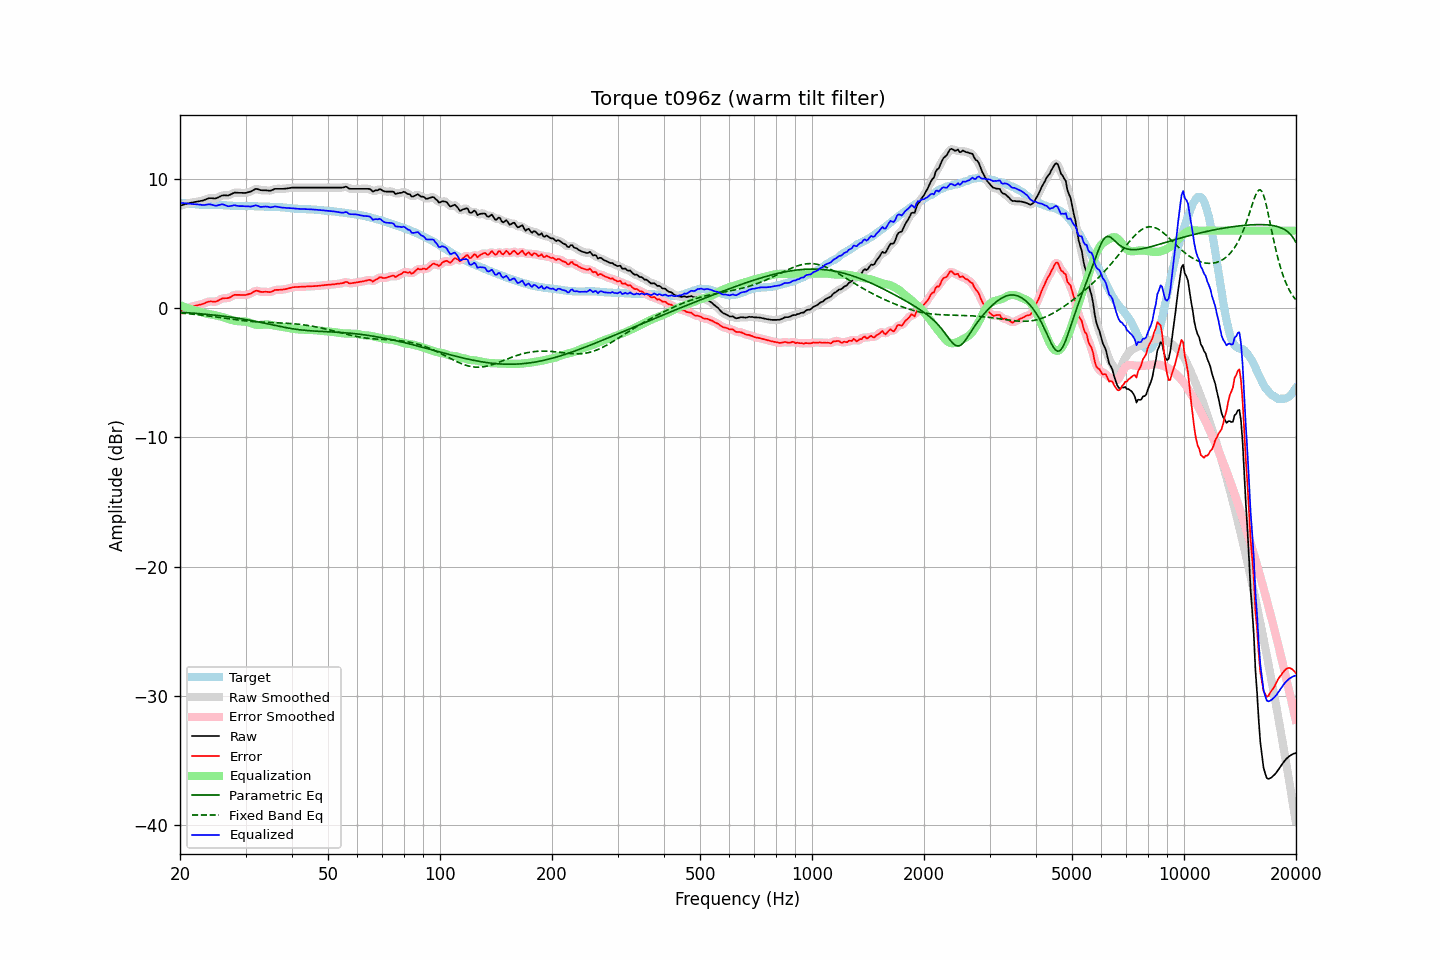 Torque t096z (warm tilt filter)
Amplitude (dBr)
10
0
−10
−20
−30
−40
Target
Raw Smoothed
Error Smoothed
Raw
Error
Equalization
Parametric Eq
Fixed Band Eq
Equalized
20 50 100 200 500 1000 2000 5000 10000 20000
Frequency (Hz)